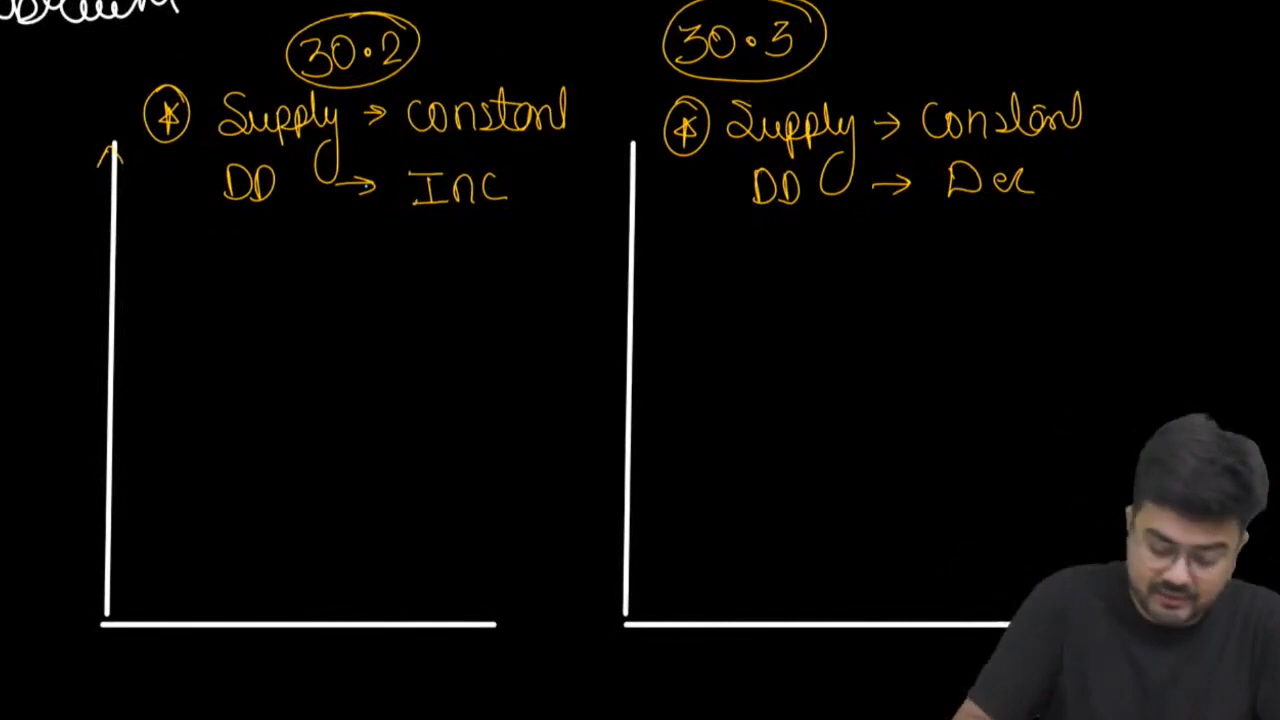 30.2
Supply → constant
DD → Inc
30.3
Supply → constant
DD → Dec